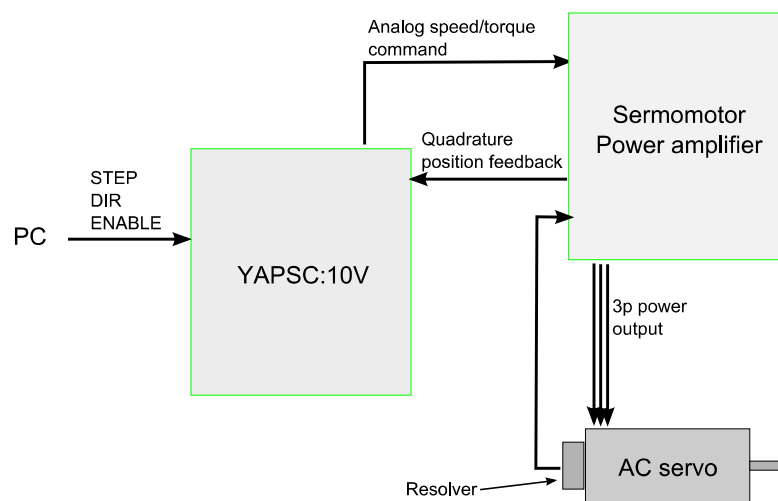 Analog speed/torque
command
Sermomotor
Power amplifier
Quadrature
position feedback
STEP
DIR
ENABLE
PC
YAPSC:10V
3p power
output
AC servo
Resolver